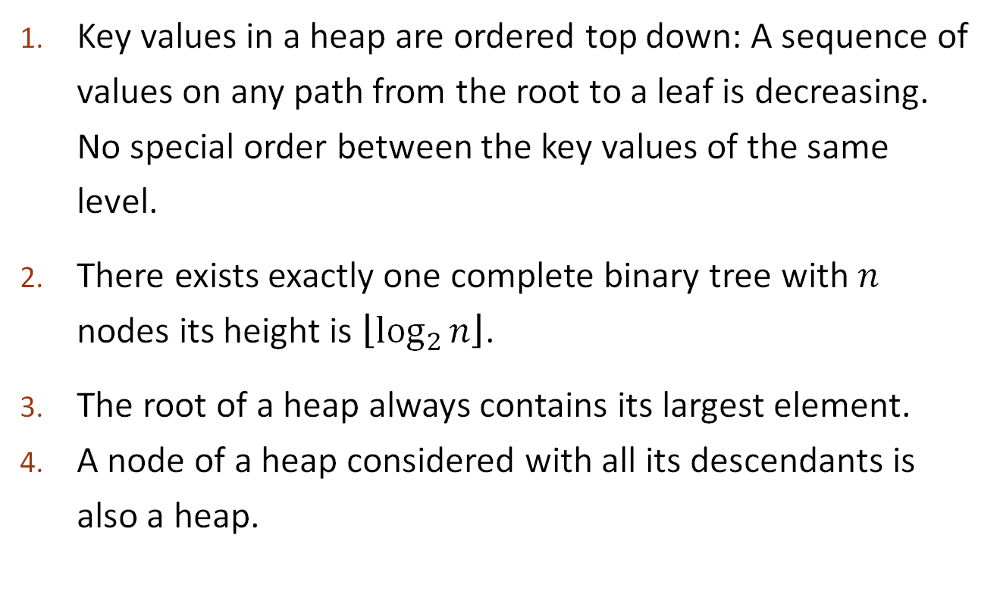 1. Key values in a heap are ordered top down: A sequence of
values on any path from the root to a leaf is decreasing.
No special order between the key values of the same
level.
2. There exists exactly one complete binary tree with n
nodes its height is ⌊log₂ n⌋.
3. The root of a heap always contains its largest element.
4. A node of a heap considered with all its descendants is
also a heap.